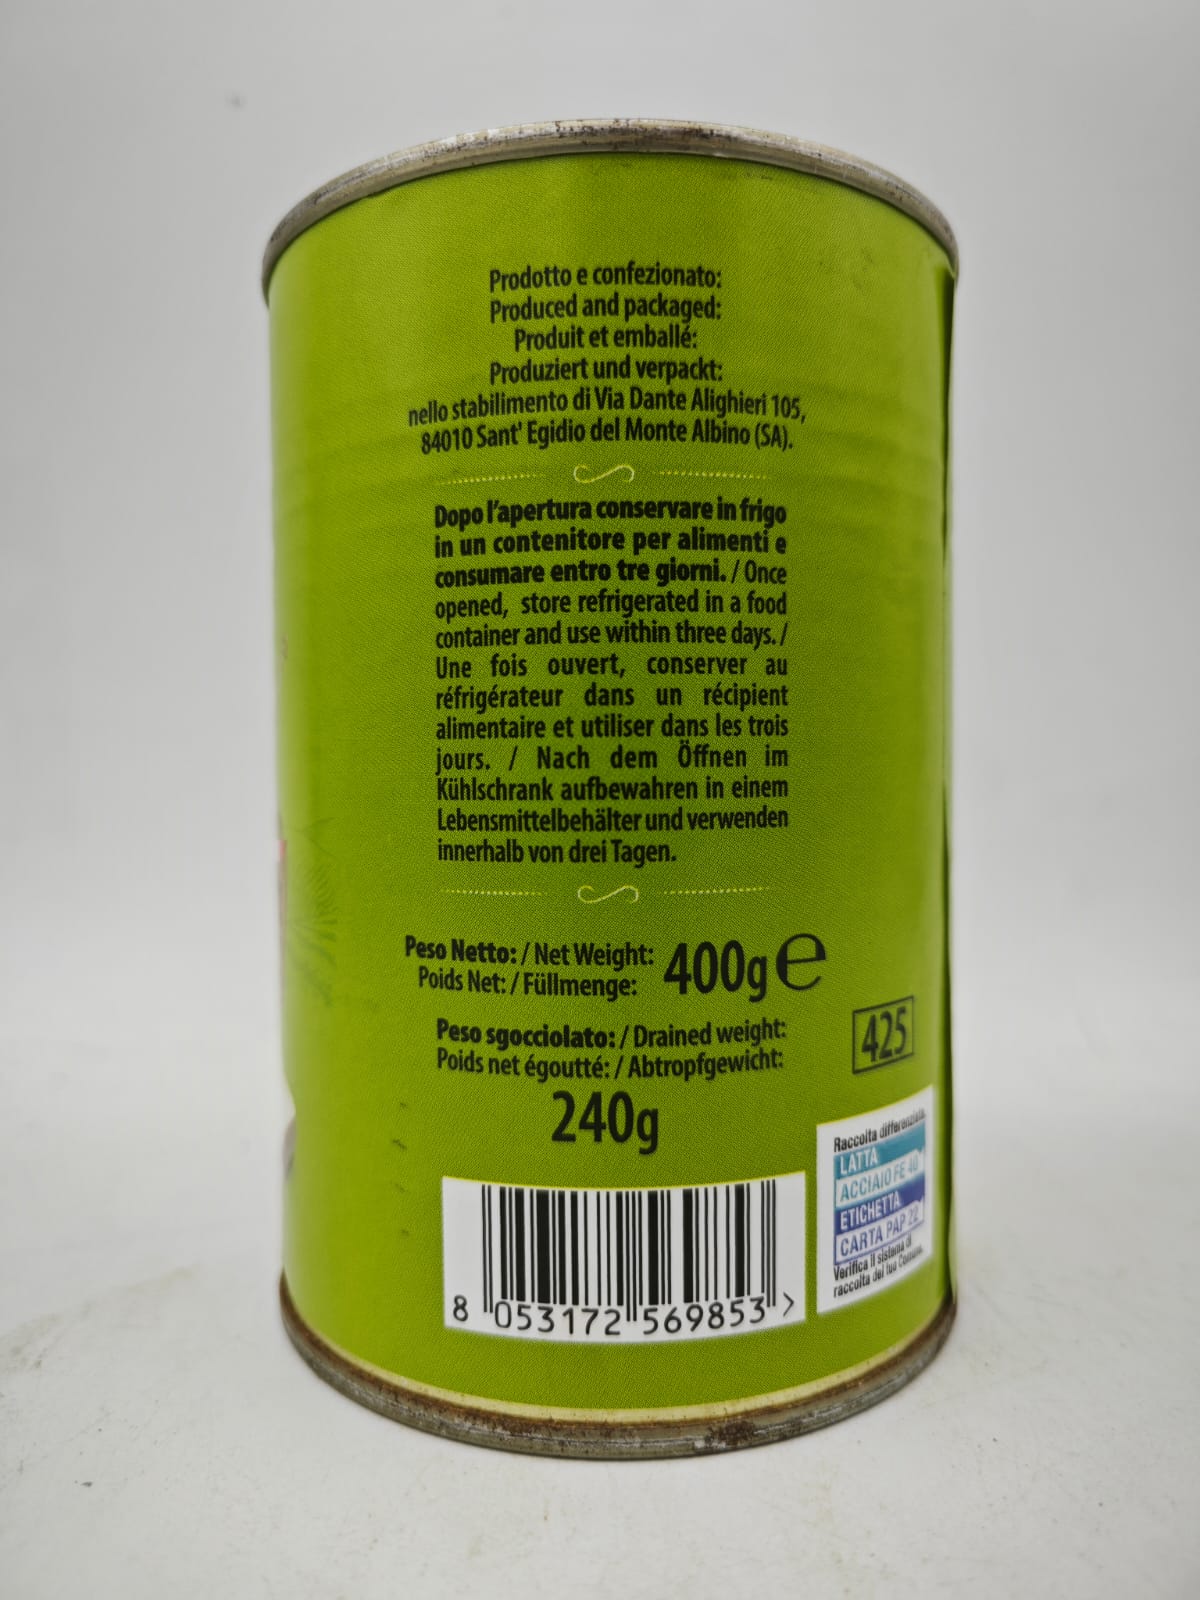 Prodotto e confezionato:
Produced and packaged:
Produit et emballé:
Produziert und verpackt:
nello stabilimento di Via Dante Alighieri 105,
84010 Sant' Egidio del Monte Albino (SA).
Dopo l'apertura conservare in frigo
in un contenitore per alimenti e
consumare entro tre giorni. / Once
opened, store refrigerated in a food
container and use within three days. /
Une fois ouvert, conserver au
réfrigérateur dans un récipient
alimentaire et utiliser dans les trois
jours. / Nach dem Öffnen im
Kühlschrank aufbewahren in einem
Lebensmittelbehälter und verwenden
innerhalb von drei Tagen.
Peso Netto: / Net Weight:
Poids Net: / Füllmenge:
400g e
Peso sgocciolato: / Drained weight:
Poids net égoutté: / Abtropfgewicht:
240g
425
Raccolta differenziata.
LATTA
ACCIAIO FE 40
ETICHETTA
CARTA PAP 22
Verifica il sistema di
raccolta del tuo Comune.
8 053172 569853 >